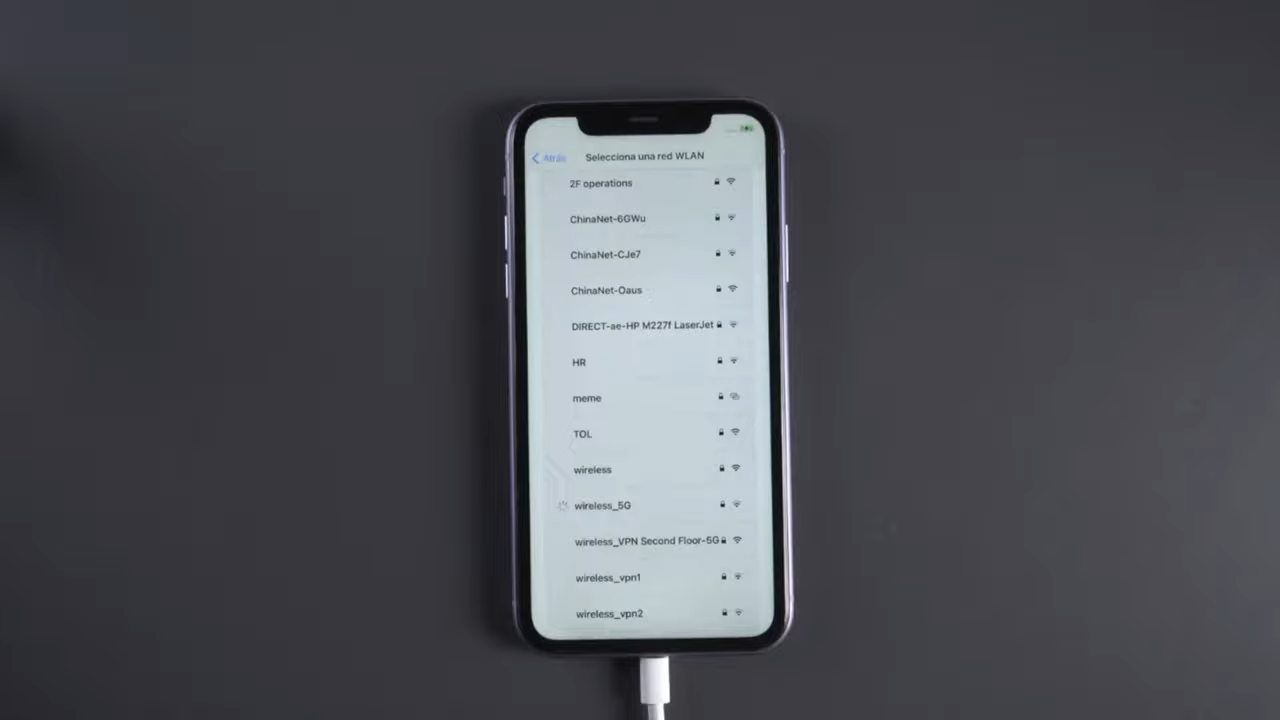 Atrás
Selecciona una red WLAN
2F operations
ChinaNet-6GWu
ChinaNet-CJe7
ChinaNet-Oaus
DIRECT-ae-HP M227f LaserJet
HR
meme
TOL
wireless
wireless_5G
wireless_VPN Second Floor-5G
wireless_vpn1
wireless_vpn2